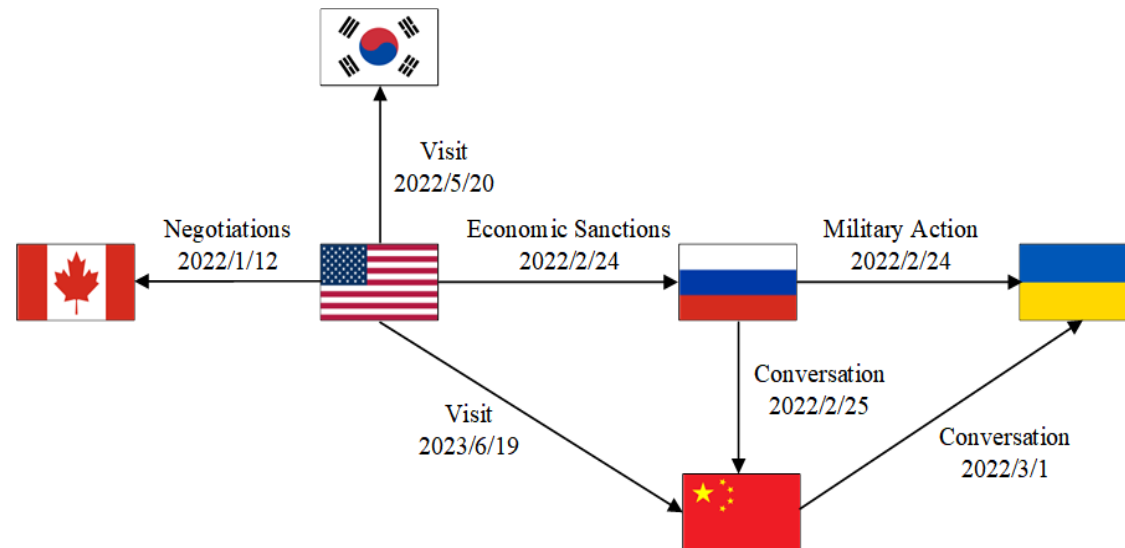 Visit
2022/5/20
Negotiations
2022/1/12
Economic Sanctions
2022/2/24
Military Action
2022/2/24
Conversation
2022/2/25
Visit
2023/6/19
Conversation
2022/3/1